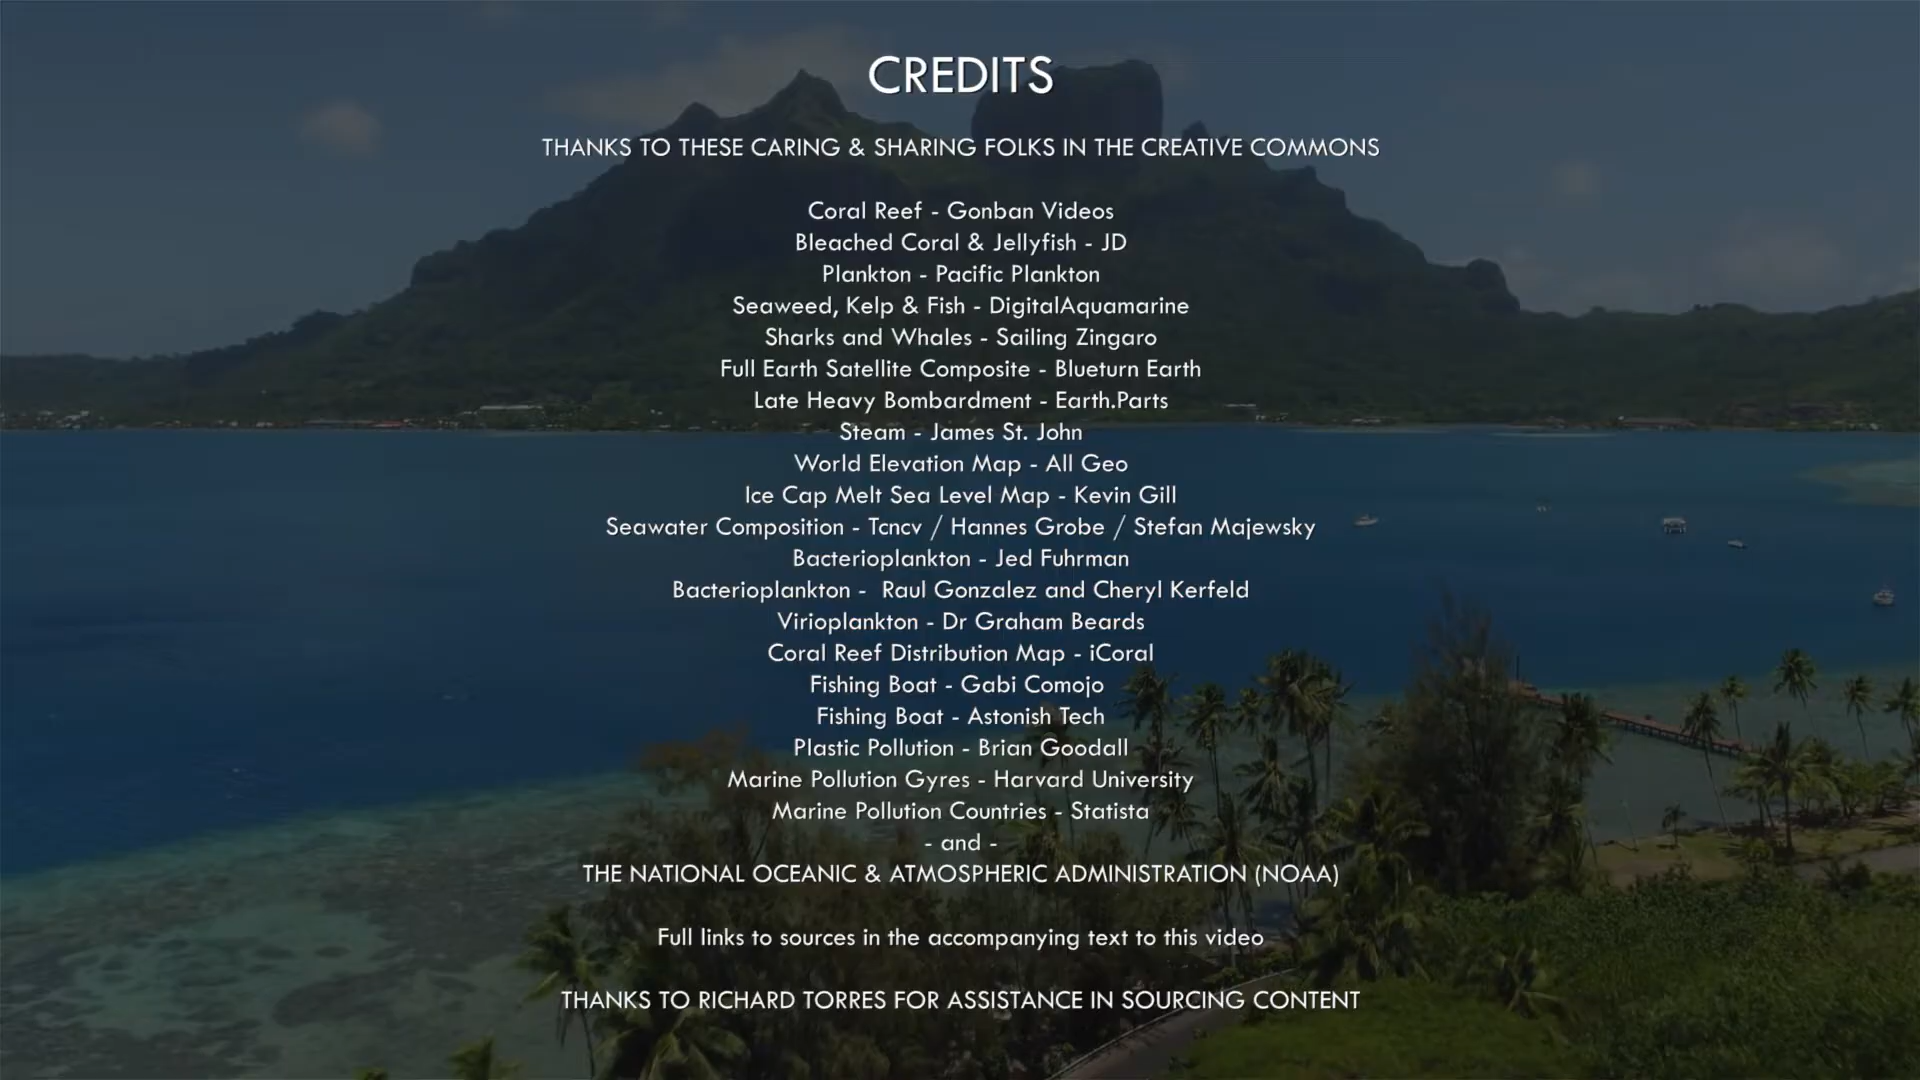 CREDITS
THANKS TO THESE CARING & SHARING FOLKS IN THE CREATIVE COMMONS
Coral Reef - Gonban Videos
Bleached Coral & Jellyfish - JD
Plankton - Pacific Plankton
Seaweed, Kelp & Fish - DigitalAquamarine
Sharks and Whales - Sailing Zingaro
Full Earth Satellite Composite - Blueturn Earth
Late Heavy Bombardment - Earth.Parts
Steam - James St. John
World Elevation Map - All Geo
Ice Cap Melt Sea Level Map - Kevin Gill
Seawater Composition - Tcncv / Hannes Grobe / Stefan Majewsky
Bacterioplankton - Jed Fuhrman
Bacterioplankton -  Raul Gonzalez and Cheryl Kerfeld
Virioplankton - Dr Graham Beards
Coral Reef Distribution Map - iCoral
Fishing Boat - Gabi Comojo
Fishing Boat - Astonish Tech
Plastic Pollution - Brian Goodall
Marine Pollution Gyres - Harvard University
Marine Pollution Countries - Statista
- and -
THE NATIONAL OCEANIC & ATMOSPHERIC ADMINISTRATION (NOAA)
Full links to sources in the accompanying text to this video
THANKS TO RICHARD TORRES FOR ASSISTANCE IN SOURCING CONTENT